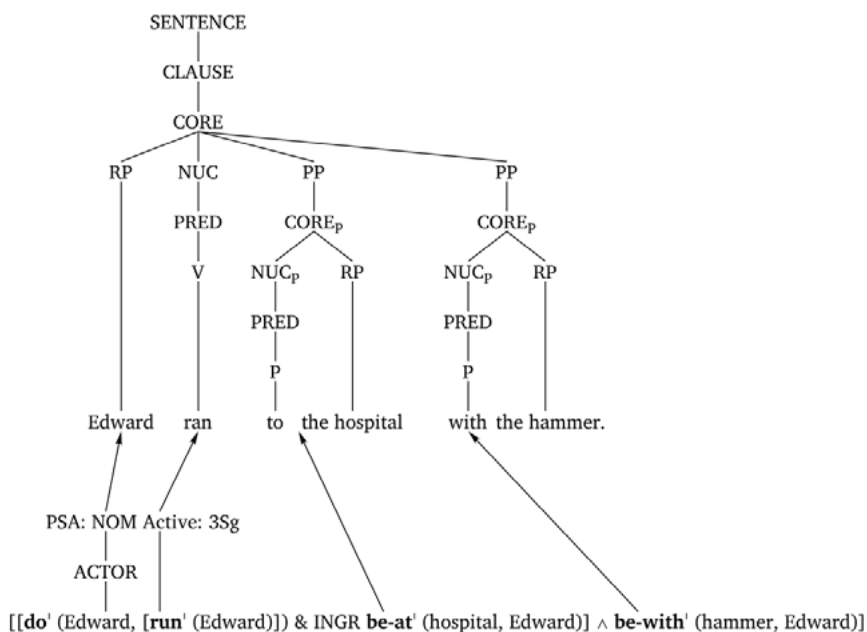 SENTENCE
CLAUSE
CORE
RP NUC PP PP
PRED COREₚ COREₚ
V NUCₚ RP NUCₚ RP
PRED PRED
P P
Edward ran to the hospital with the hammer.
PSA: NOM Active: 3Sg
ACTOR
[[do' (Edward, [run' (Edward)]) & INGR be-at' (hospital, Edward)] ∧ be-with' (hammer, Edward)]